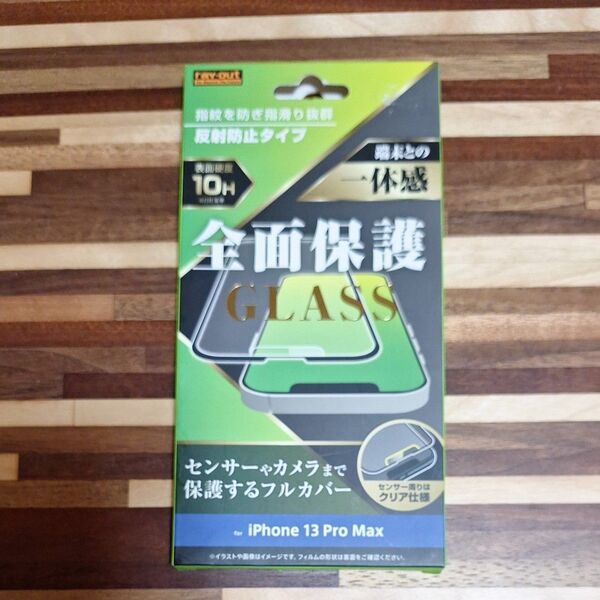 ray-out
指紋を防ぎ指滑り抜群
反射防止タイプ
端末との
一体感
表面硬度
10H
全面保護
GLASS
センサーやカメラまで
保護するフルカバー
センサー周りは
クリア仕様
for iPhone 13 Pro Max
※イラストや画像はイメージです。フィルムの形状は裏面をご確認ください。